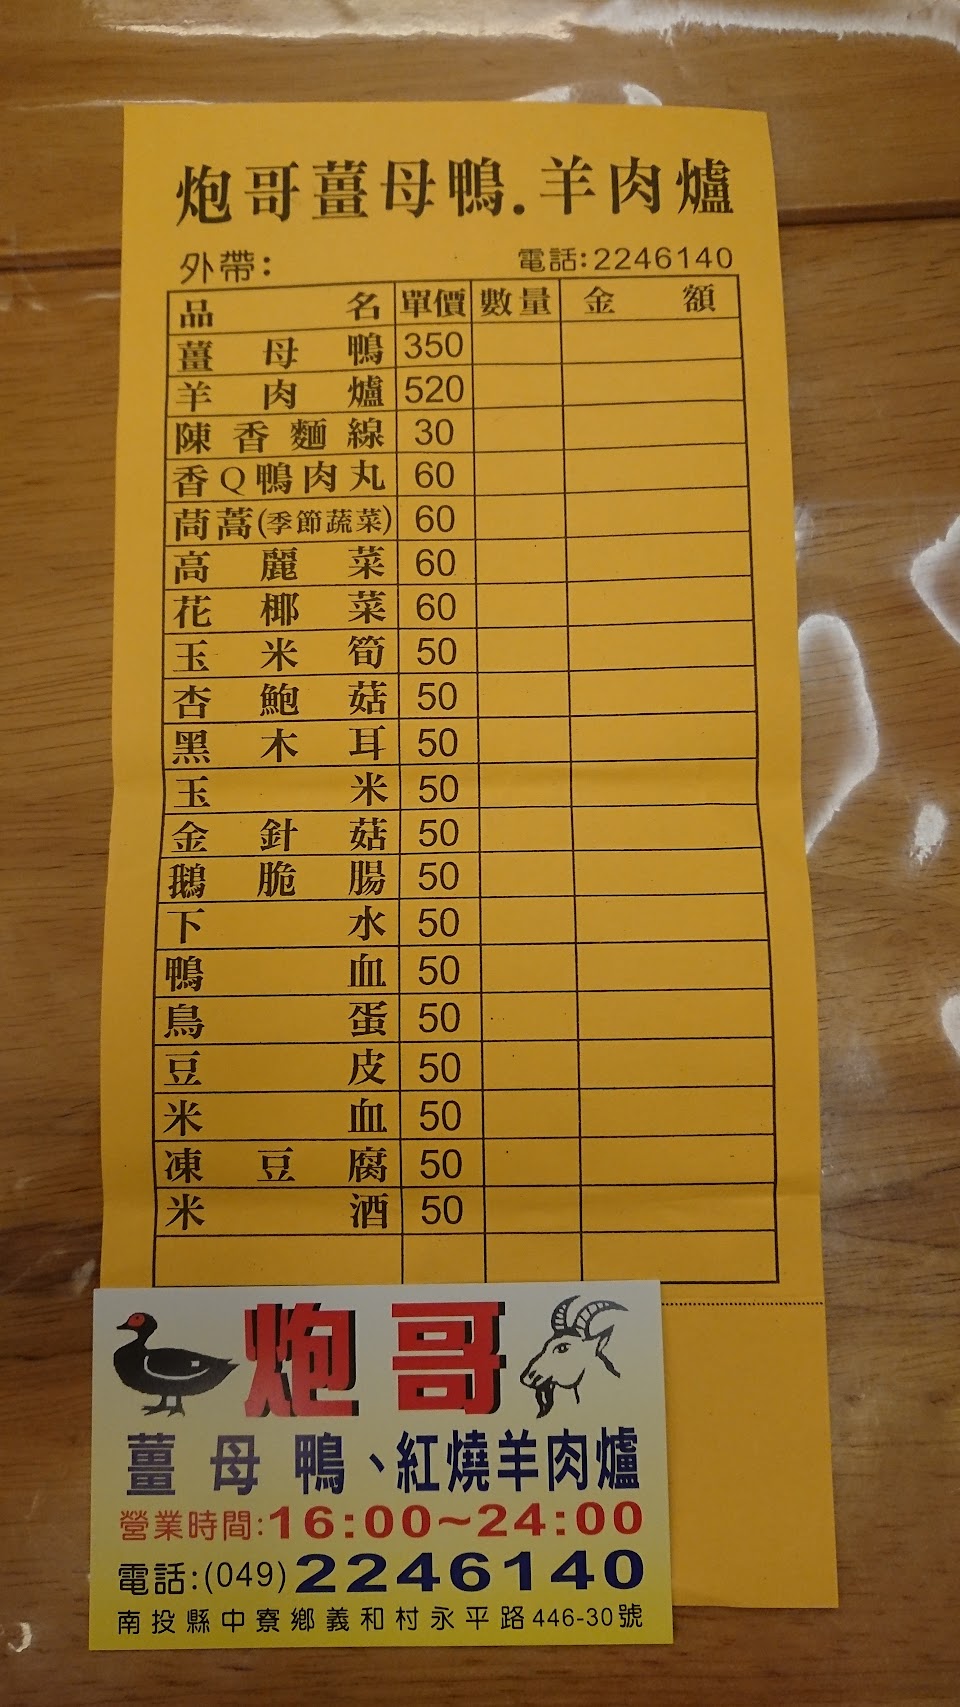 炮哥薑母鴨.羊肉爐
外帶: 電話:2246140
品名 單價 數量 金額
薑母鴨 350
羊肉爐 520
陳香麵線 30
香Q鴨肉丸 60
茼蒿(季節蔬菜) 60
高麗菜 60
花椰菜 60
玉米筍 50
杏鮑菇 50
黑木耳 50
玉米 50
金針菇 50
鵝脆腸 50
下水 50
鴨血 50
鳥蛋 50
豆皮 50
米血 50
凍豆腐 50
米酒 50
炮哥
薑母鴨、紅燒羊肉爐
營業時間:16:00~24:00
電話:(049)2246140
南投縣中寮鄉義和村永平路446-30號